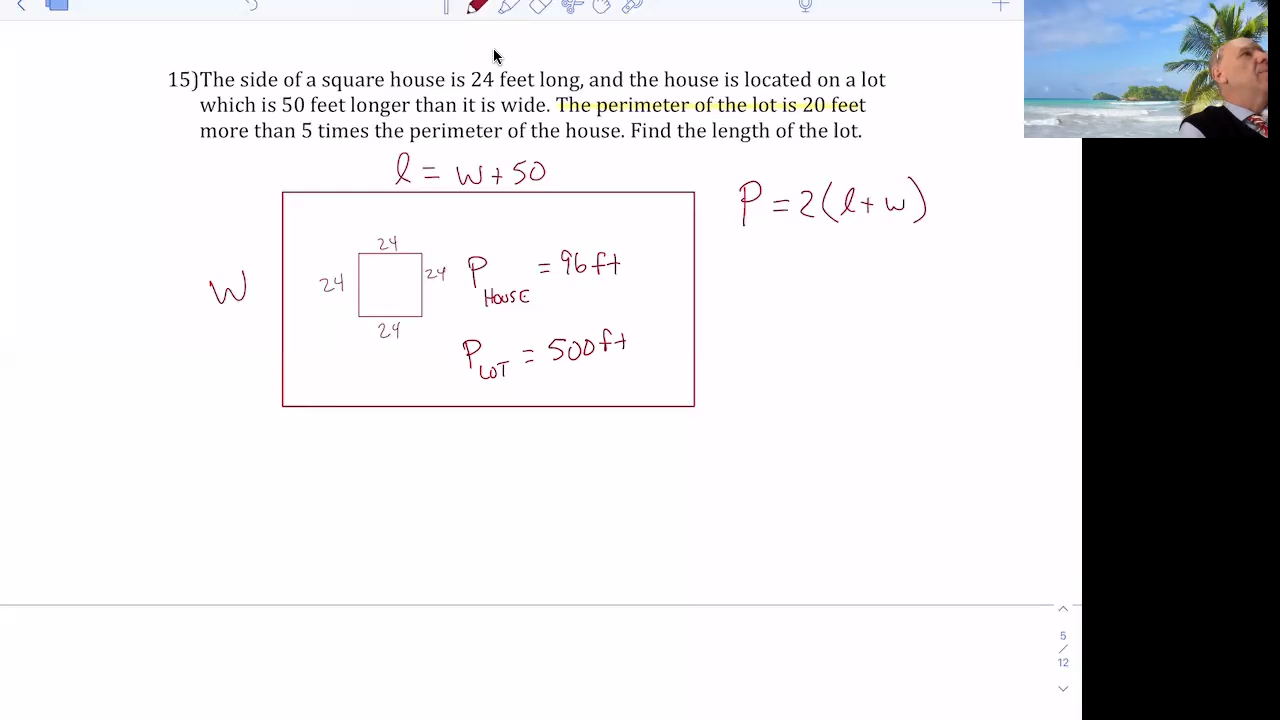 15)The side of a square house is 24 feet long, and the house is located on a lot
which is 50 feet longer than it is wide. The perimeter of the lot is 20 feet
more than 5 times the perimeter of the house. Find the length of the lot.
l = w + 50
P = 2(l + w)
24
24
24
P HOUSE = 96 ft
W
24
P LOT = 500 ft
5
/
12